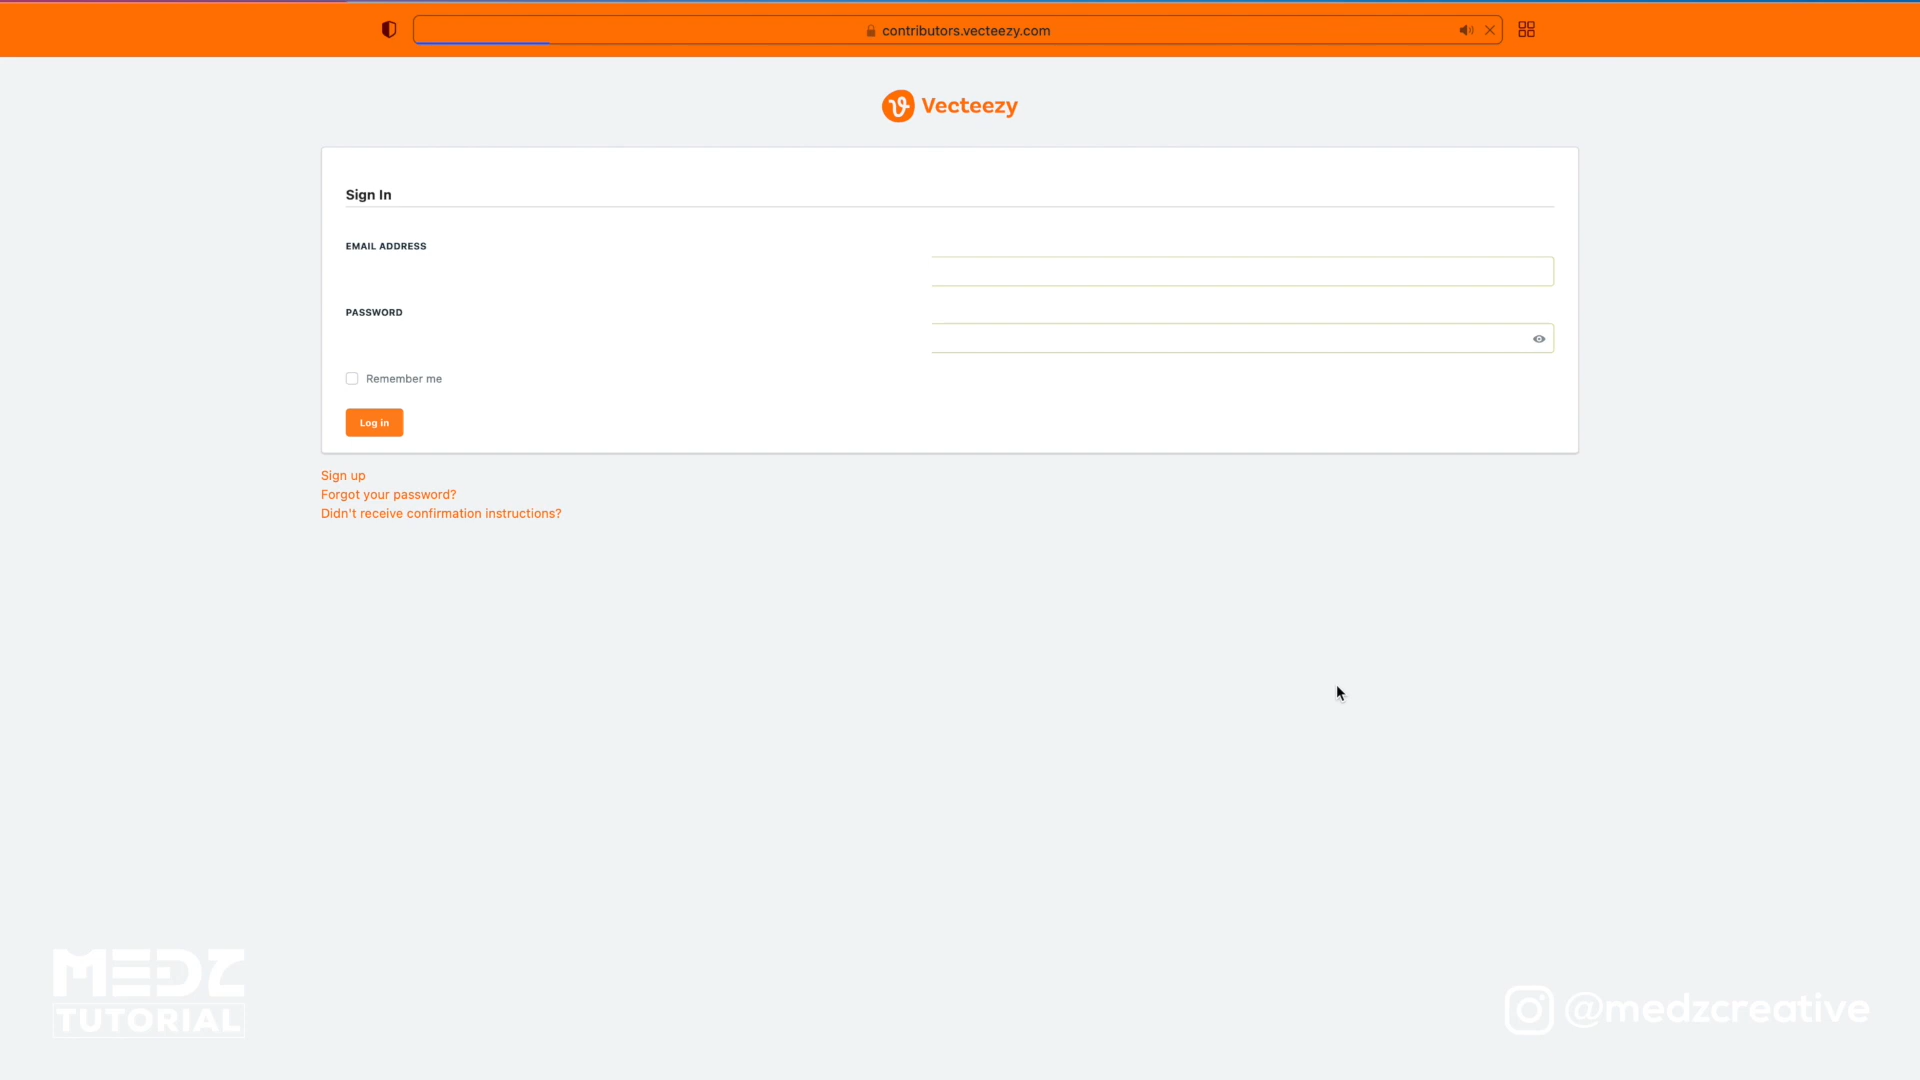 contributors.vecteezy.com
Vecteezy
Sign In
EMAIL ADDRESS
PASSWORD
Remember me
Log in
Sign up
Forgot your password?
Didn't receive confirmation instructions?
MEDZ
TUTORIAL
@medzcreative